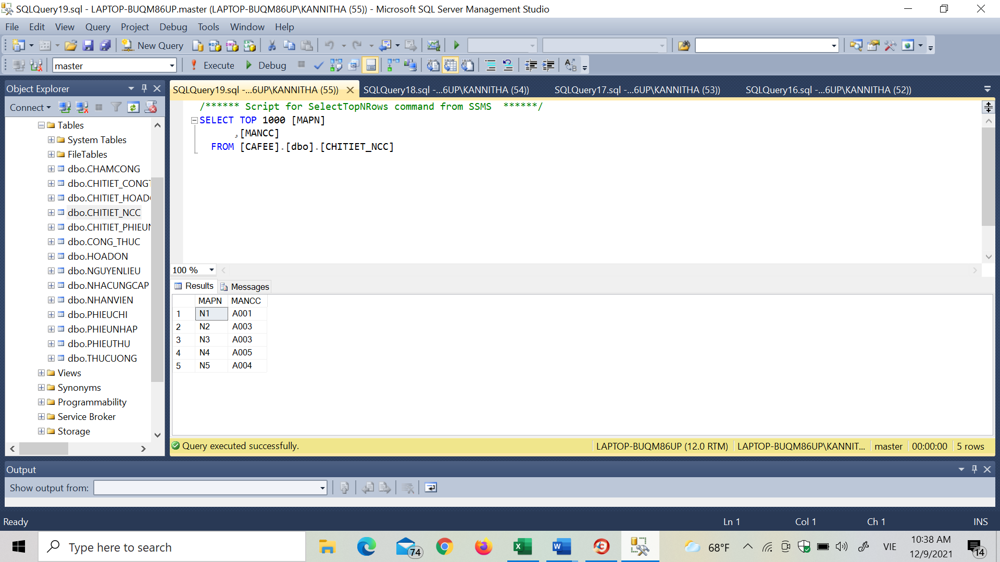 SQLQuery19.sql - LAPTOP-BUQM86UP.master (LAPTOP-BUQM86UP\KANNITHA (55)) - Microsoft SQL Server Management Studio
File Edit View Query Project Debug Tools Window Help
New Query
master Execute Debug
Object Explorer
Connect
Tables
System Tables
FileTables
dbo.CHAMCONG
dbo.CHITIET_CONGT
dbo.CHITIET_HOAD
dbo.CHITIET_NCC
dbo.CHITIET_PHIEUN
dbo.CONG_THUC
dbo.HOADON
dbo.NGUYENLIEU
dbo.NHACUNGCAP
dbo.NHANVIEN
dbo.PHIEUCHI
dbo.PHIEUNHAP
dbo.PHIEUTHU
dbo.THUCUONG
Views
Synonyms
Programmability
Service Broker
Storage
SQLQuery19.sql -...6UP\KANNITHA (55)) SQLQuery18.sql -...6UP\KANNITHA (54)) SQLQuery17.sql -...6UP\KANNITHA (53)) SQLQuery16.sql -...6UP\KANNITHA (52))
/****** Script for SelectTopNRows command from SSMS ******/
SELECT TOP 1000 [MAPN]
,[MANCC]
FROM [CAFEE].[dbo].[CHITIET_NCC]
100 %
Results Messages
MAPN MANCC
1 N1 A001
2 N2 A003
3 N3 A003
4 N4 A005
5 N5 A004
Query executed successfully. LAPTOP-BUQM86UP (12.0 RTM) LAPTOP-BUQM86UP\KANNIT... master 00:00:00 5 rows
Output
Show output from:
Ready Ln 1 Col 1 Ch 1 INS
Type here to search 74 68°F VIE 10:38 AM 14
12/9/2021